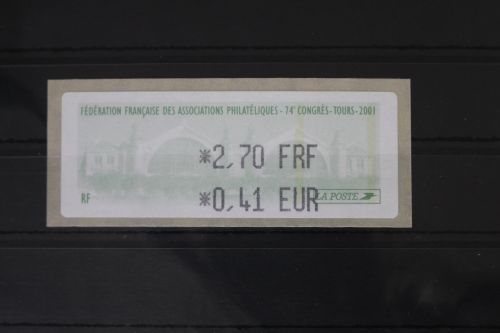 FÉDÉRATION FRANÇAISE DES ASSOCIATIONS PHILATÉLIQUES - 74e CONGRÈS - TOURS - 2001
*2,70 FRF
*0,41 EUR
RF
LA POSTE